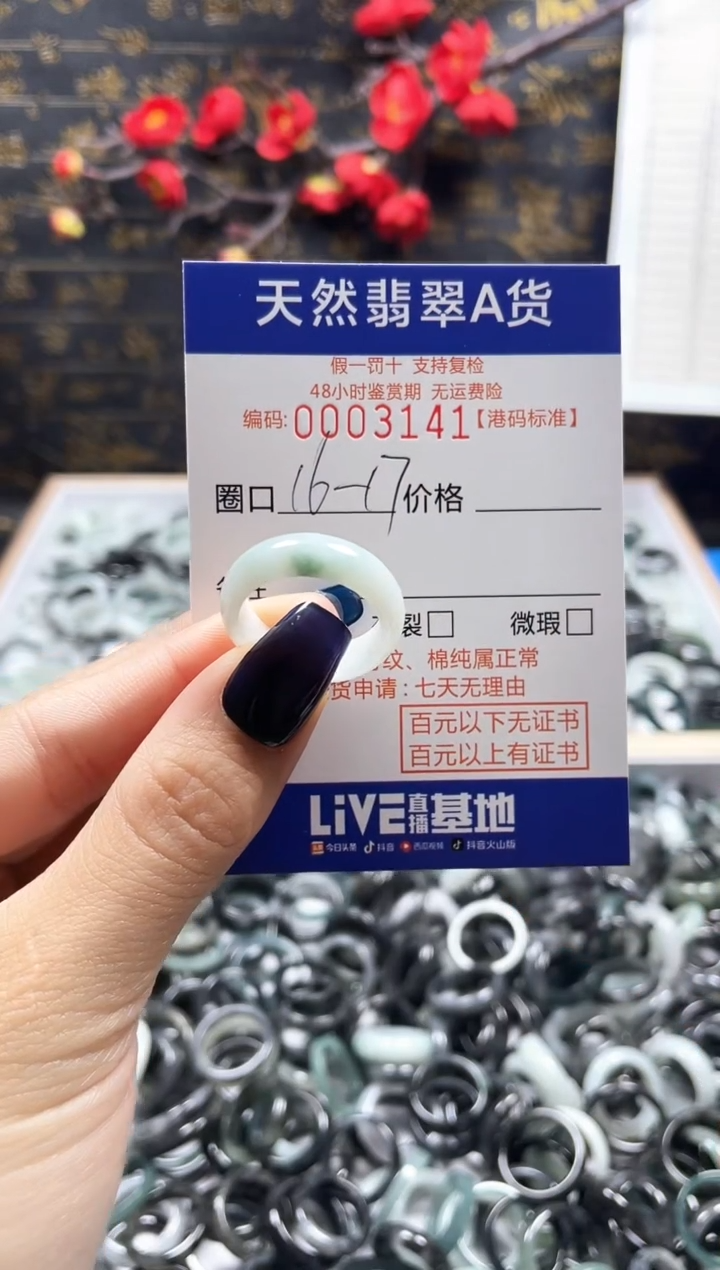 天然翡翠A货
假一罚十 支持复检
48小时鉴赏期 无运费险
编码: 0003141【港码标准】
圈口 16-17 价格
裂□ 微瑕□
纹、棉纯属正常
货申请:七天无理由
百元以下无证书
百元以上有证书
LiVE直播基地
今日头条 抖音 西瓜视频 抖音火山版